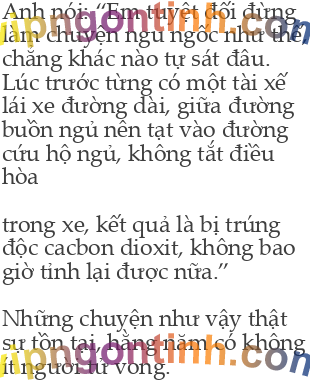 Anh nói: “Em tuyệt đối đừng
làm chuyện ngu ngốc như thế,
chẳng khác nào tự sát đâu.
Lúc trước từng có một tài xế
lái xe đường dài, giữa đường
buồn ngủ nên tạt vào đường
cứu hộ ngủ, không tắt điều
hòa
trong xe, kết quả là bị trúng
độc cacbon dioxit, không bao
giờ tỉnh lại được nữa.”
Những chuyện như vậy thật
sự tồn tại, hằng năm có không
ít người tử vong.
vipngontinh.com
vipngontinh.com